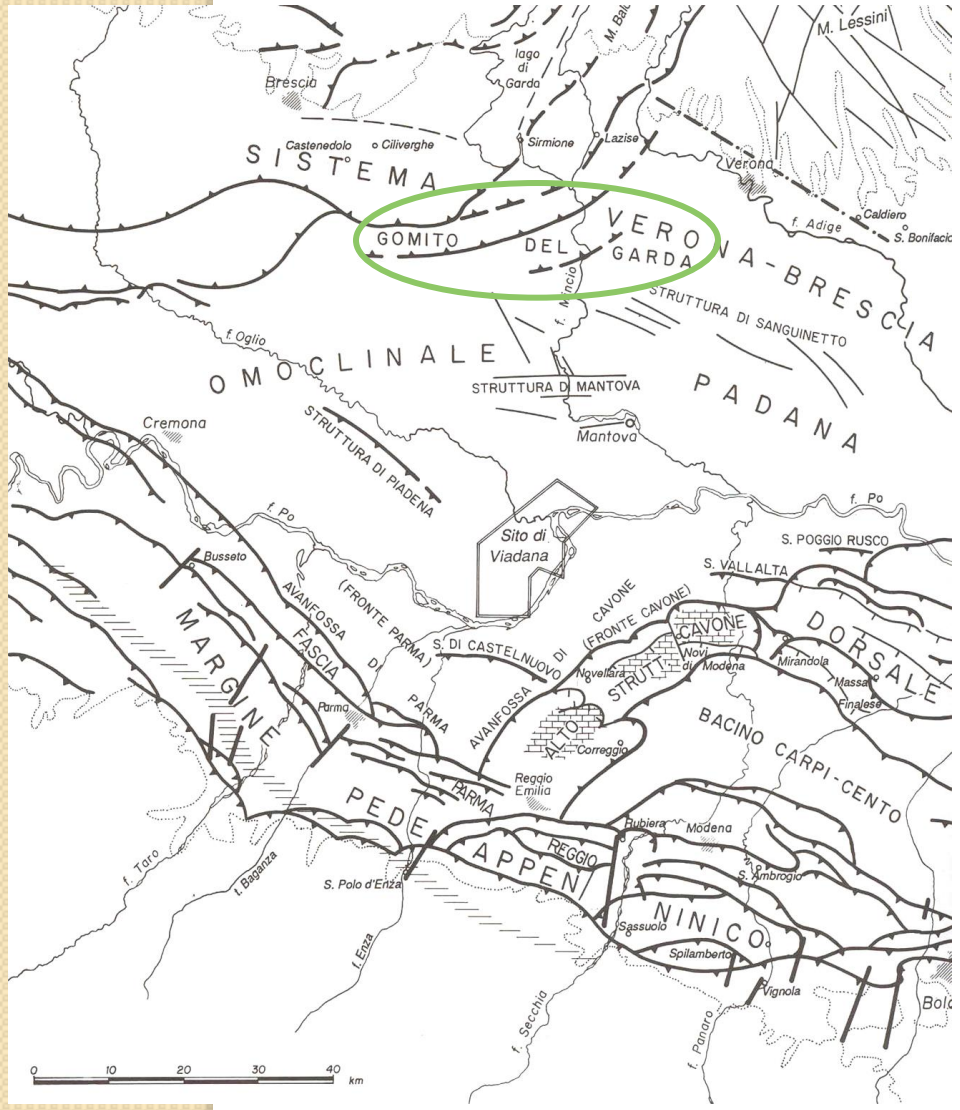 M. Lessini
lago
di
Garda
Brescia
Castenedolo
Ciliverghe
Sirmione
Lazise
Verona
SISTEMA
VERONA-BRESCIA
Caldiero
S. Bonifacio
f. Adige
GOMITO DEL GARDA
f. Mincio
STRUTTURA DI SANGUINETTO
f. Oglio
OMOCLINALE
PADANA
STRUTTURA DI MANTOVA
Mantova
Cremona
STRUTTURA DI PIADENA
f. Po
f. Po
Sito di
Viadana
S. POGGIO RUSCO
S. VALLALTA
Busseto
AVANFOSSA DI PARMA
(FRONTE PARMA)
FASCIA
PARMA
REGGIO
AVANFOSSA DI CAVONE
(FRONTE CAVONE)
S. DI CASTELNUOVO
ALTO STRUTT. CAVONE
Novellara
Novi
di Modena
Correggio
DORSALE
Mirandola
Massa
Finalese
BACINO CARPI-CENTO
Parma
Reggio
Emilia
Rubiera
Modena
S. Ambrogio
MARGINE
PEDE
APPEN
NINICO
S. Polo d'Enza
Sassuolo
Spilamberto
Vignola
f. Taro
t. Baganza
f. Enza
f. Secchia
f. Panaro
0 10 20 30 40 km